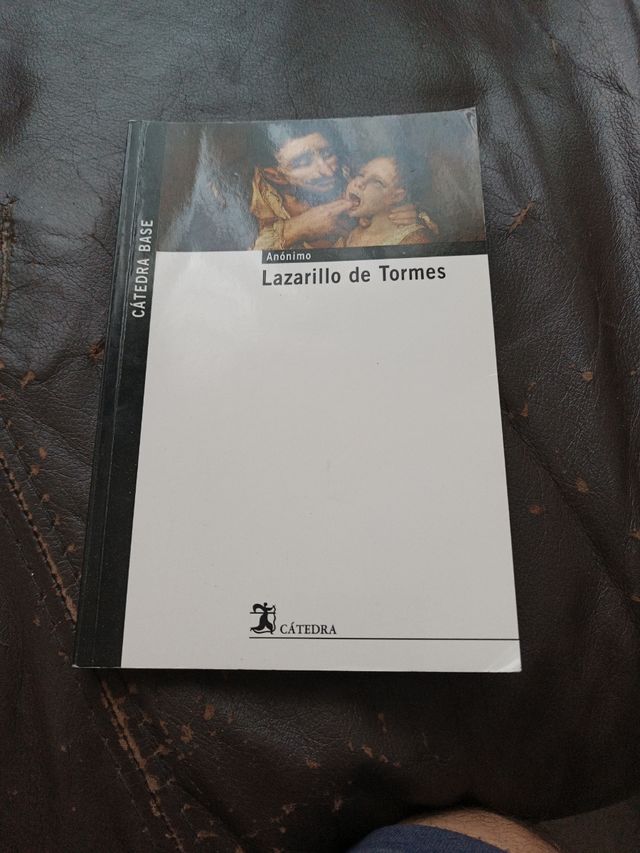 CÁTEDRA BASE
Anónimo
Lazarillo de Tormes
CÁTEDRA